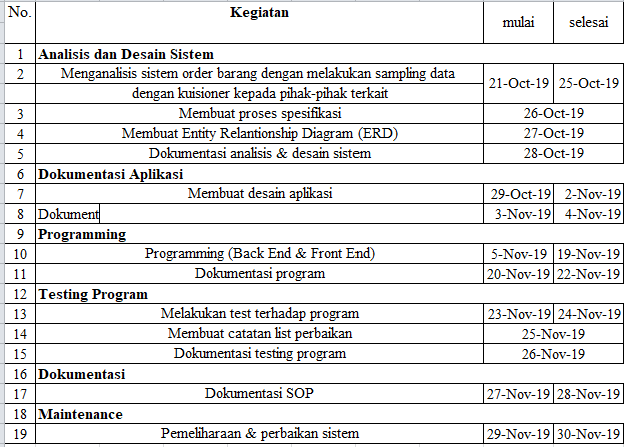 No. Kegiatan mulai selesai
1 Analisis dan Desain Sistem
2 Menganalisis sistem order barang dengan melakukan sampling data 21-Oct-19 25-Oct-19
dengan kuisioner kepada pihak-pihak terkait
3 Membuat proses spesifikasi 26-Oct-19
4 Membuat Entity Relantionship Diagram (ERD) 27-Oct-19
5 Dokumentasi analisis & desain sistem 28-Oct-19
6 Dokumentasi Aplikasi
7 Membuat desain aplikasi 29-Oct-19 2-Nov-19
8 Dokument 3-Nov-19 4-Nov-19
9 Programming
10 Programming (Back End & Front End) 5-Nov-19 19-Nov-19
11 Dokumentasi program 20-Nov-19 22-Nov-19
12 Testing Program
13 Melakukan test terhadap program 23-Nov-19 24-Nov-19
14 Membuat catatan list perbaikan 25-Nov-19
15 Dokumentasi testing program 26-Nov-19
16 Dokumentasi
17 Dokumentasi SOP 27-Nov-19 28-Nov-19
18 Maintenance
19 Pemeliharaan & perbaikan sistem 29-Nov-19 30-Nov-19